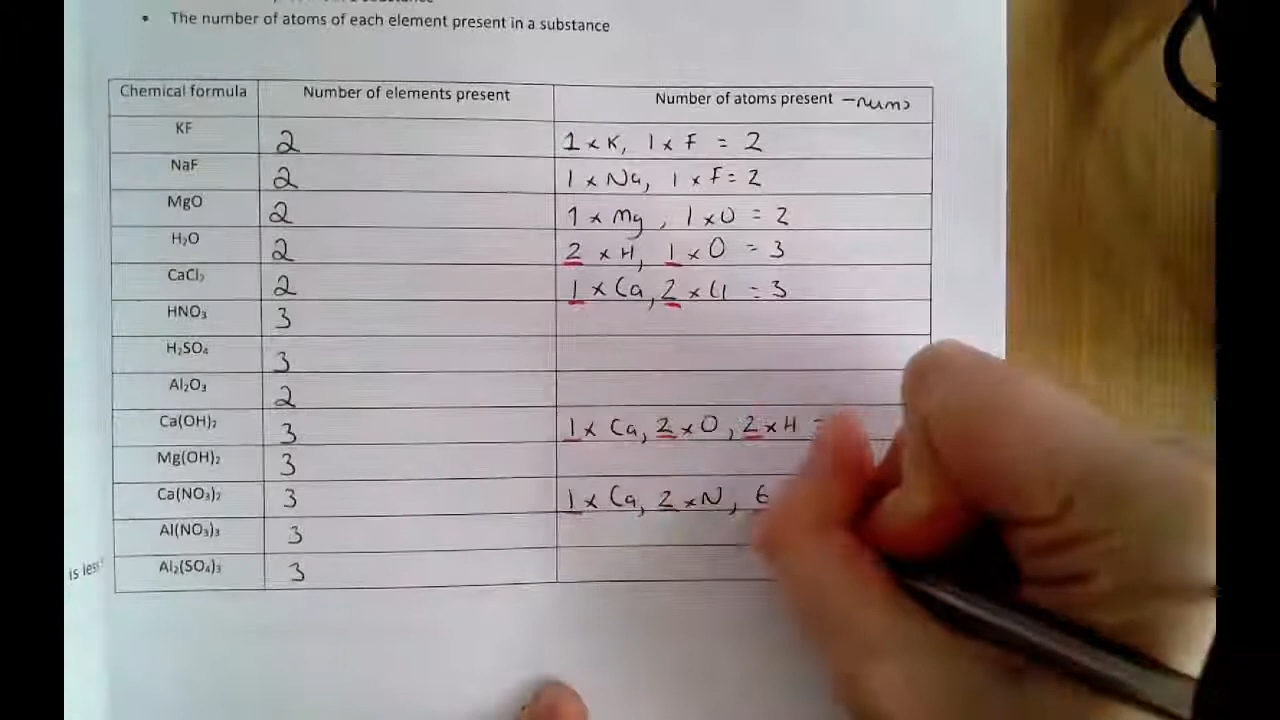 • The number of atoms of each element present in a substance
Chemical formula Number of elements present Number of atoms present – nums
KF 2 1 x K, 1 x F = 2
NaF 2 1 x Na, 1 x F = 2
MgO 2 1 x Mg, 1 x O = 2
H₂O 2 2 x H, 1 x O = 3
CaCl₂ 2 1 x Ca, 2 x Cl = 3
HNO₃ 3
H₂SO₄ 3
Al₂O₃ 2
Ca(OH)₂ 3 1 x Ca, 2 x O, 2 x H =
Mg(OH)₂ 3
Ca(NO₃)₂ 3 1 x Ca, 2 x N, 6
Al(NO₃)₃ 3
Al₂(SO₄)₃ 3
is less